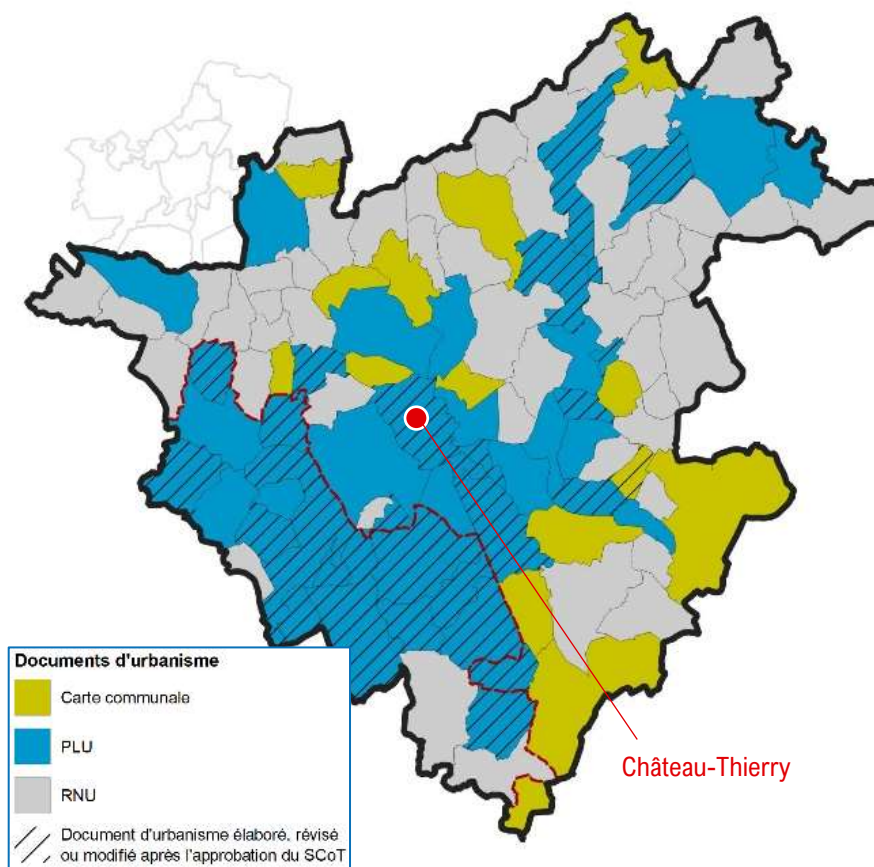 Documents d'urbanisme
Carte communale
PLU
RNU
Document d'urbanisme élaboré, révisé
ou modifié après l'approbation du SCoT
Château-Thierry